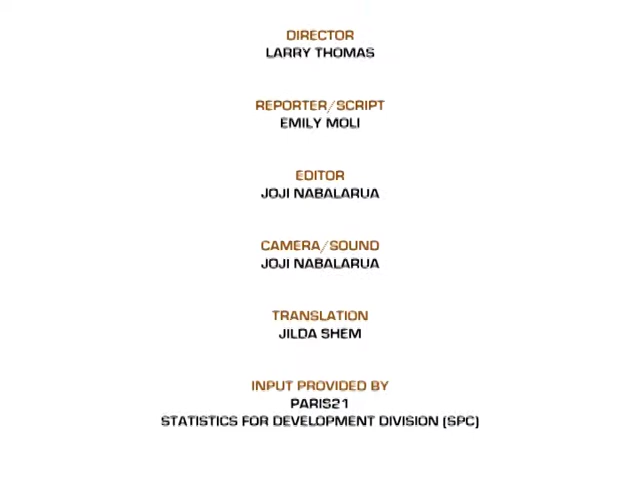 DIRECTOR
LARRY THOMAS
REPORTER/SCRIPT
EMILY MOLI
EDITOR
JOJI NABALARUA
CAMERA/SOUND
JOJI NABALARUA
TRANSLATION
JILDA SHEM
INPUT PROVIDED BY
PARIS21
STATISTICS FOR DEVELOPMENT DIVISION (SPC)